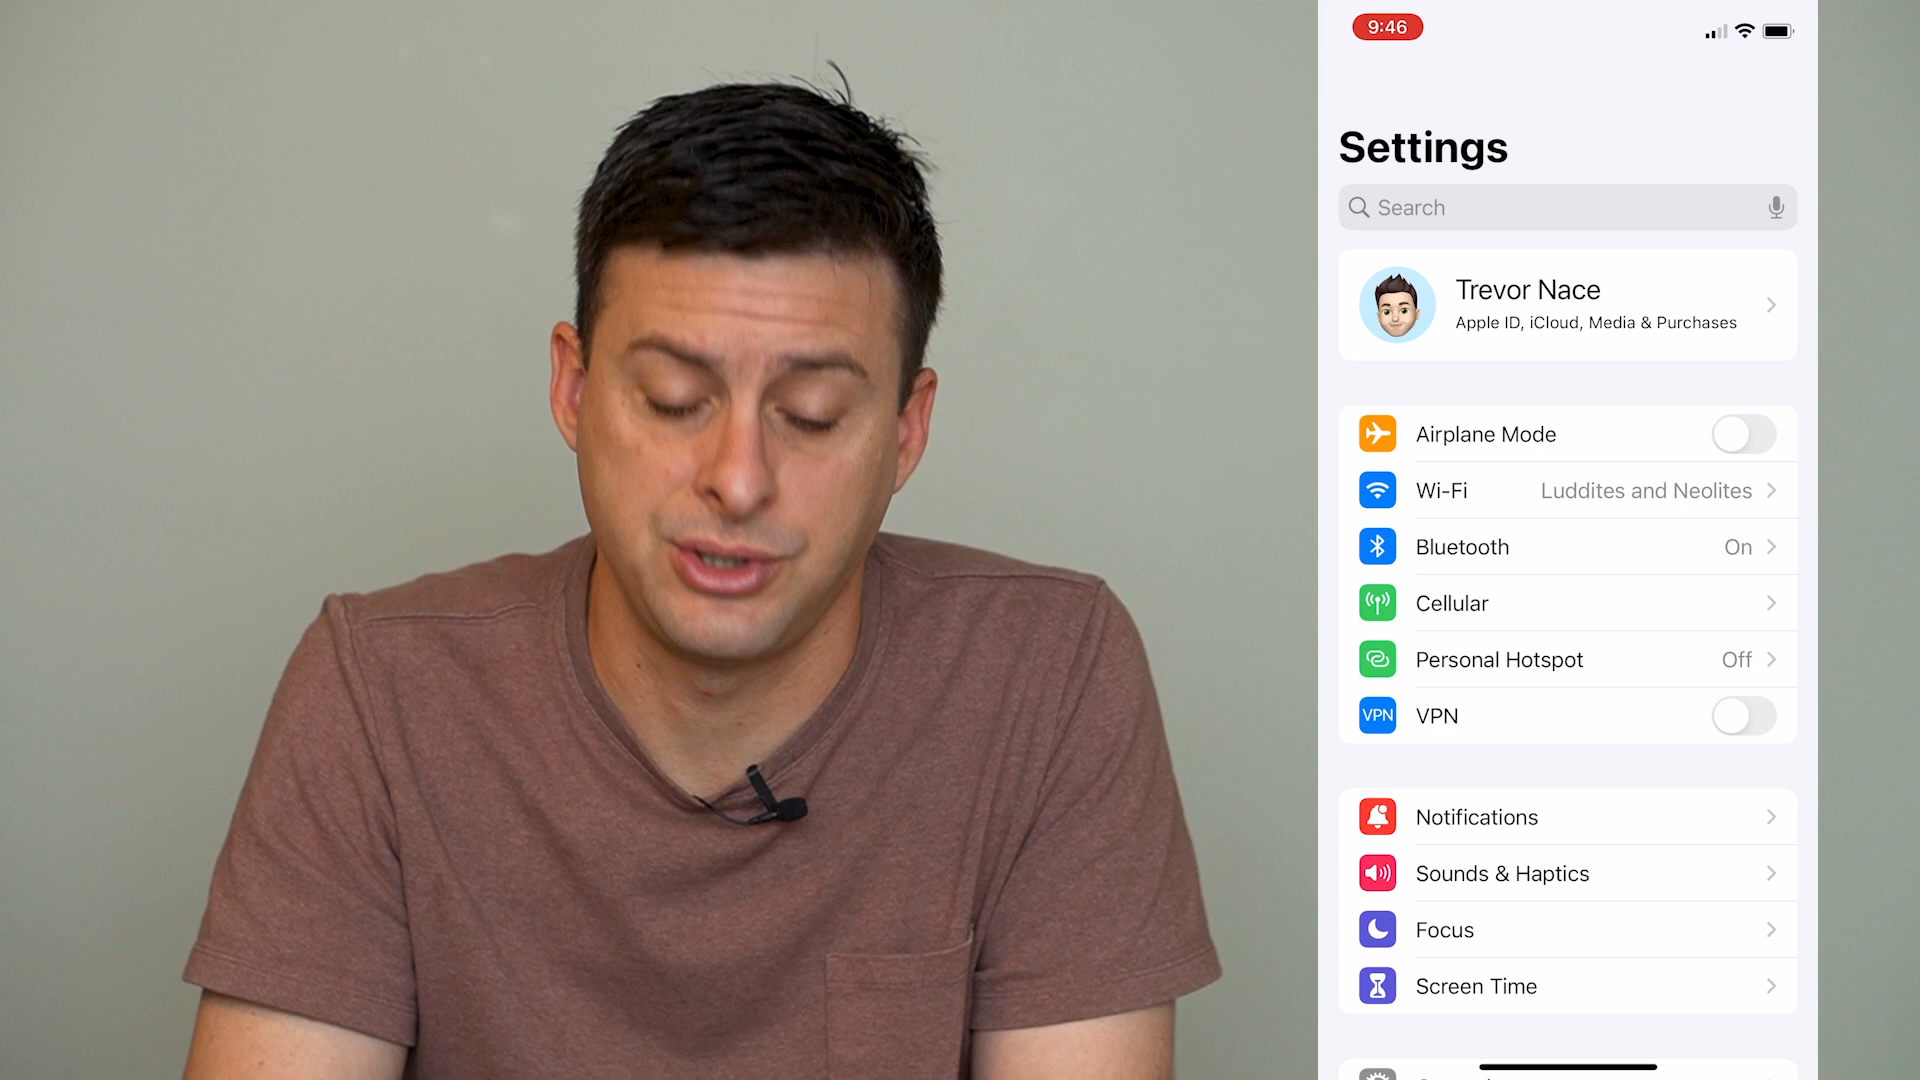 9:46
Settings
Search
Trevor Nace
Apple ID, iCloud, Media & Purchases
Airplane Mode
Wi-Fi Luddites and Neolites
Bluetooth On
Cellular
Personal Hotspot Off
VPN VPN
Notifications
Sounds & Haptics
Focus
Screen Time